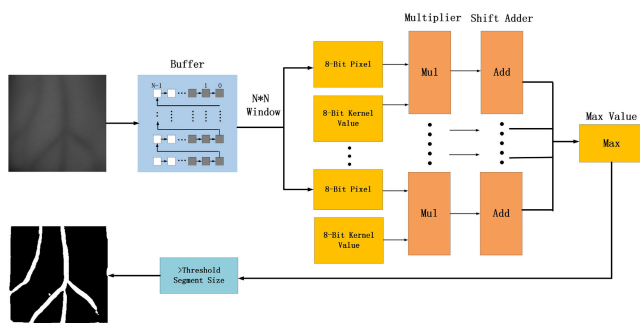 Multiplier
Shift Adder
Buffer
N-1
1
0
N*N
Window
8-Bit Pixel
Mul
Add
8-Bit Kernel
Value
Max Value
Max
8-Bit Pixel
Mul
Add
8-Bit Kernel
Value
>Threshold
Segment Size